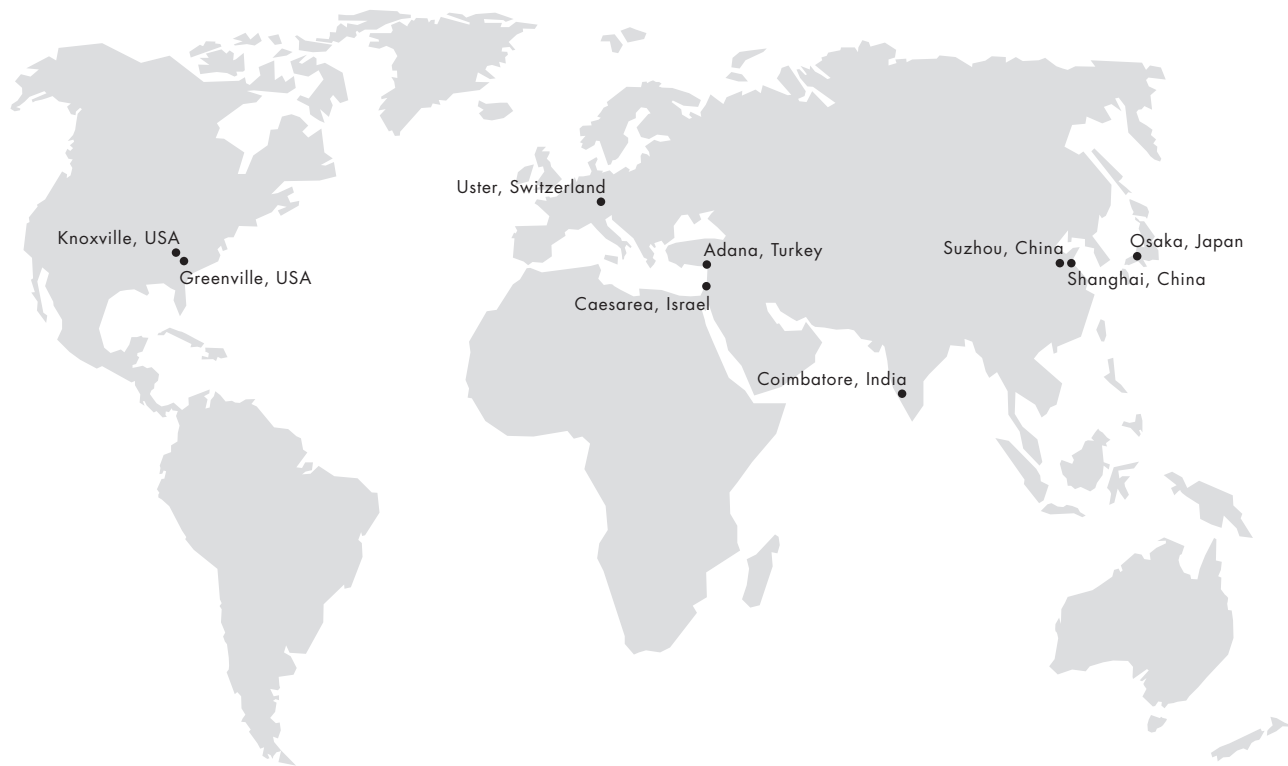 Uster, Switzerland
Knoxville, USA
Greenville, USA
Adana, Turkey
Caesarea, Israel
Suzhou, China
Osaka, Japan
Shanghai, China
Coimbatore, India